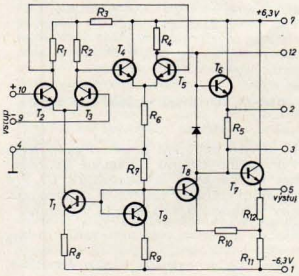 R3
+6,3V 7
R1
R2
T4
R4
12
T5
T6
+ 10
T2
T3
2
vstup
- 9
R6
R5
3
4
R7
T8
T7
5
výstup
T1
T9
R12
R10
R8
R9
R11
-6,3V
1